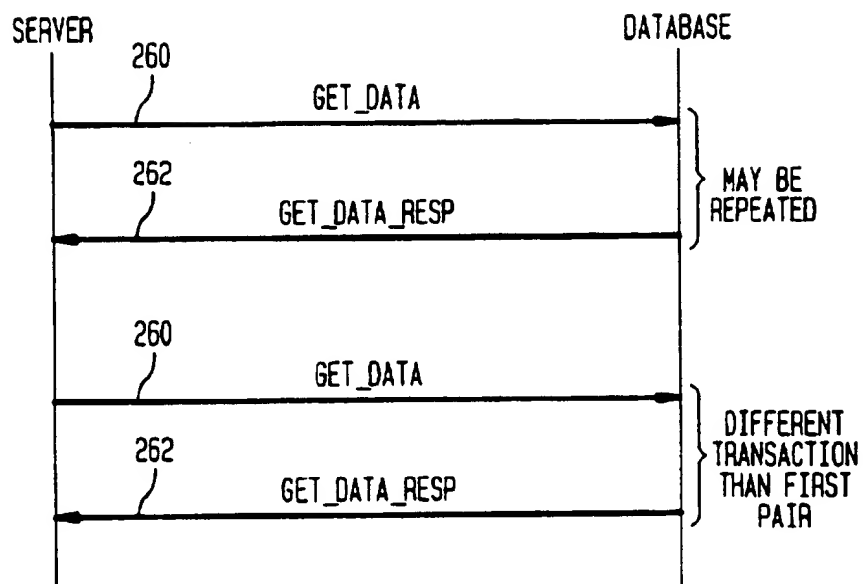 SERVER
DATABASE
260
GET_DATA
262
GET_DATA_RESP
MAY BE
REPEATED
260
GET_DATA
262
GET_DATA_RESP
DIFFERENT
TRANSACTION
THAN FIRST
PAIR